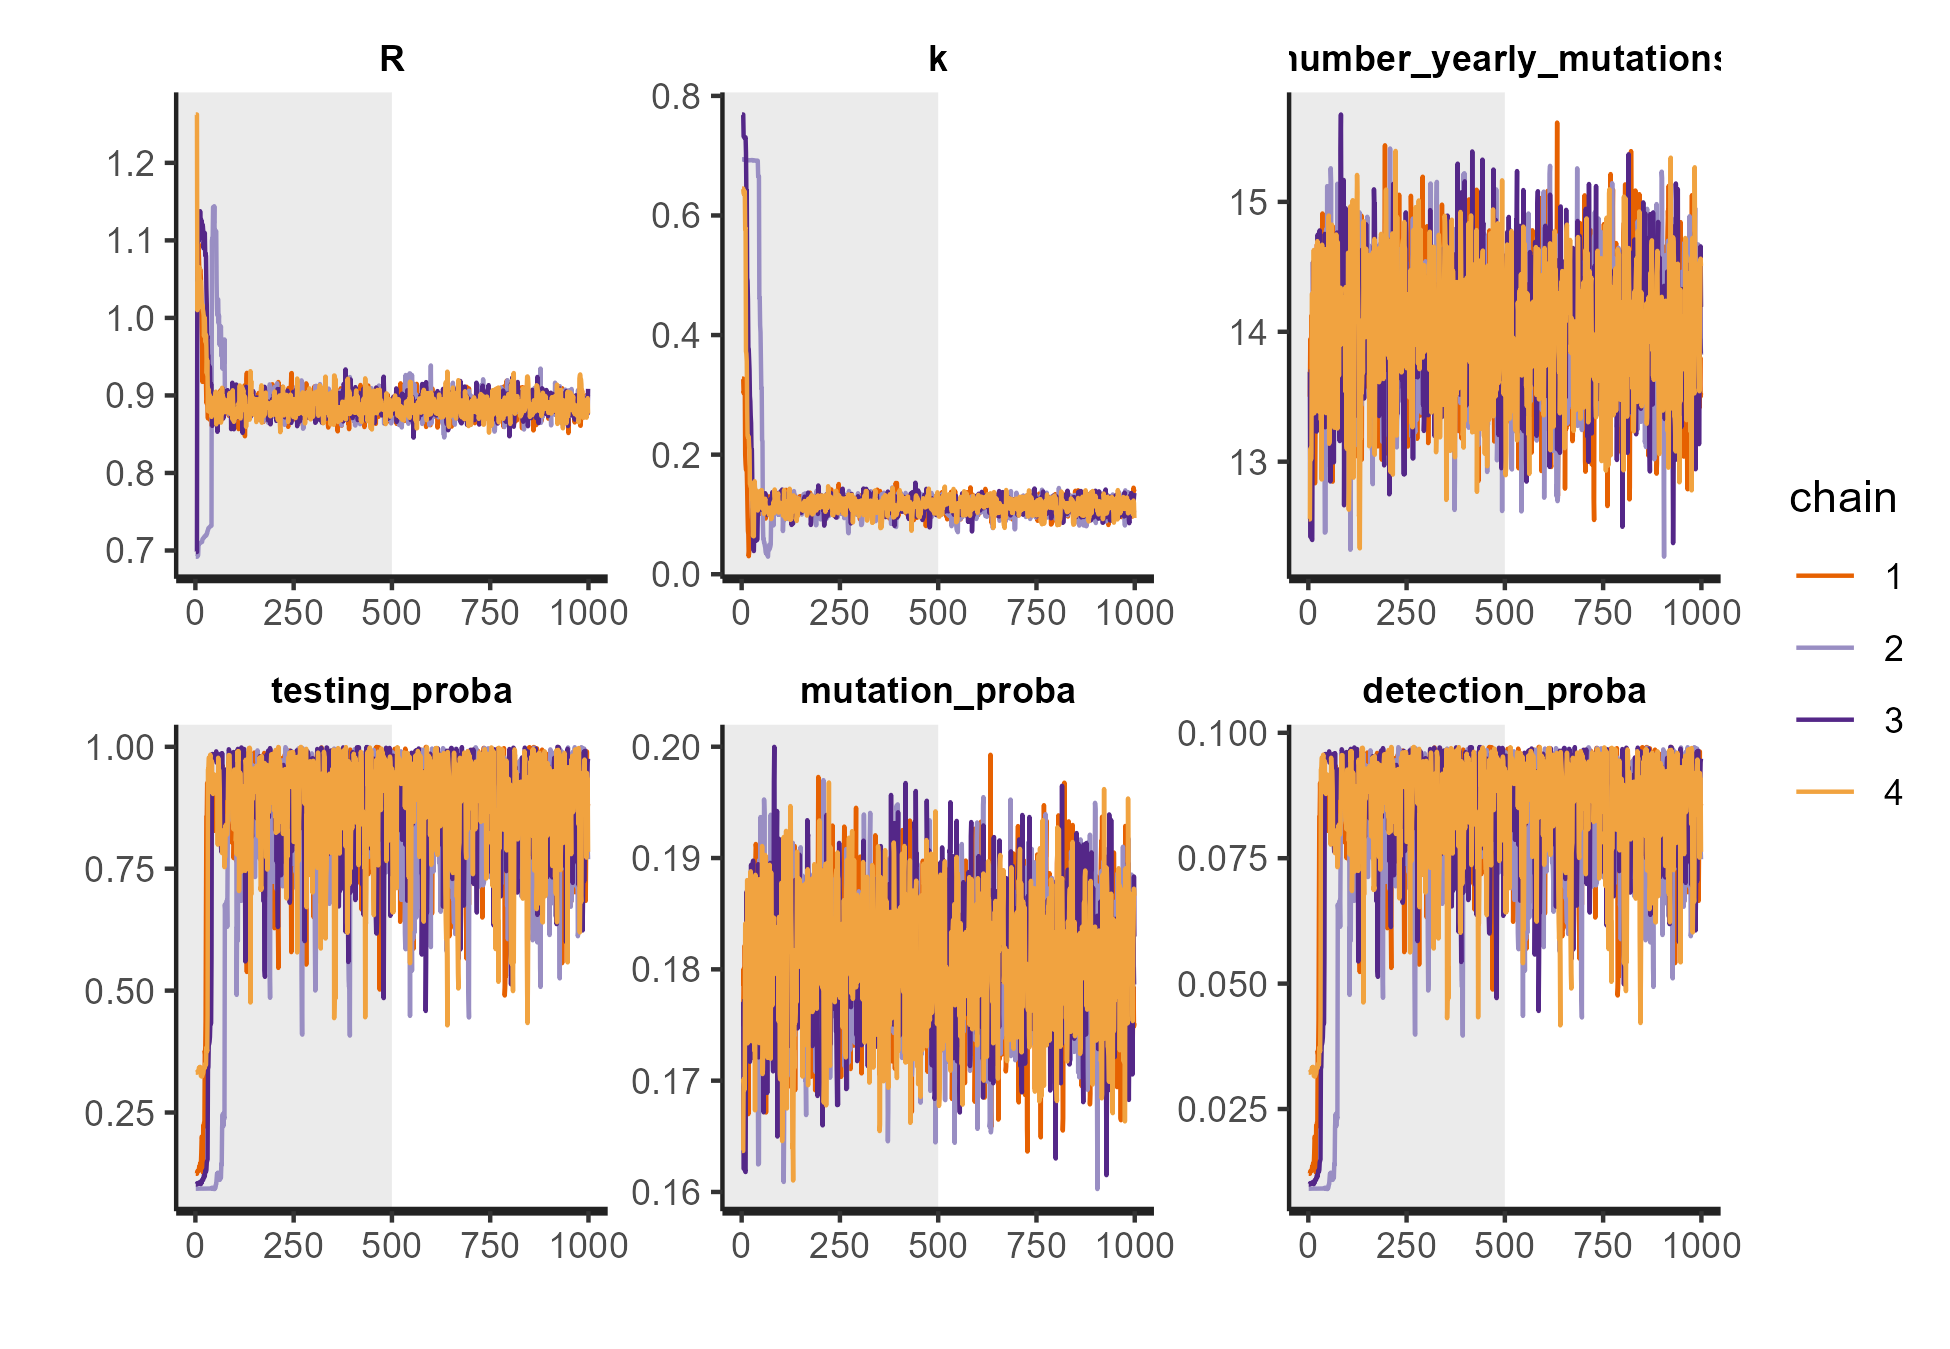 R
k
number_yearly_mutations
1.2
1.1
1.0
0.9
0.8
0.7
0 250 500 750 1000
0.8
0.6
0.4
0.2
0.0
0 250 500 750 1000
15
14
13
0 250 500 750 1000
testing_proba
mutation_proba
detection_proba
1.00
0.75
0.50
0.25
0 250 500 750 1000
0.20
0.19
0.18
0.17
0.16
0 250 500 750 1000
0.100
0.075
0.050
0.025
0 250 500 750 1000
chain
1
2
3
4